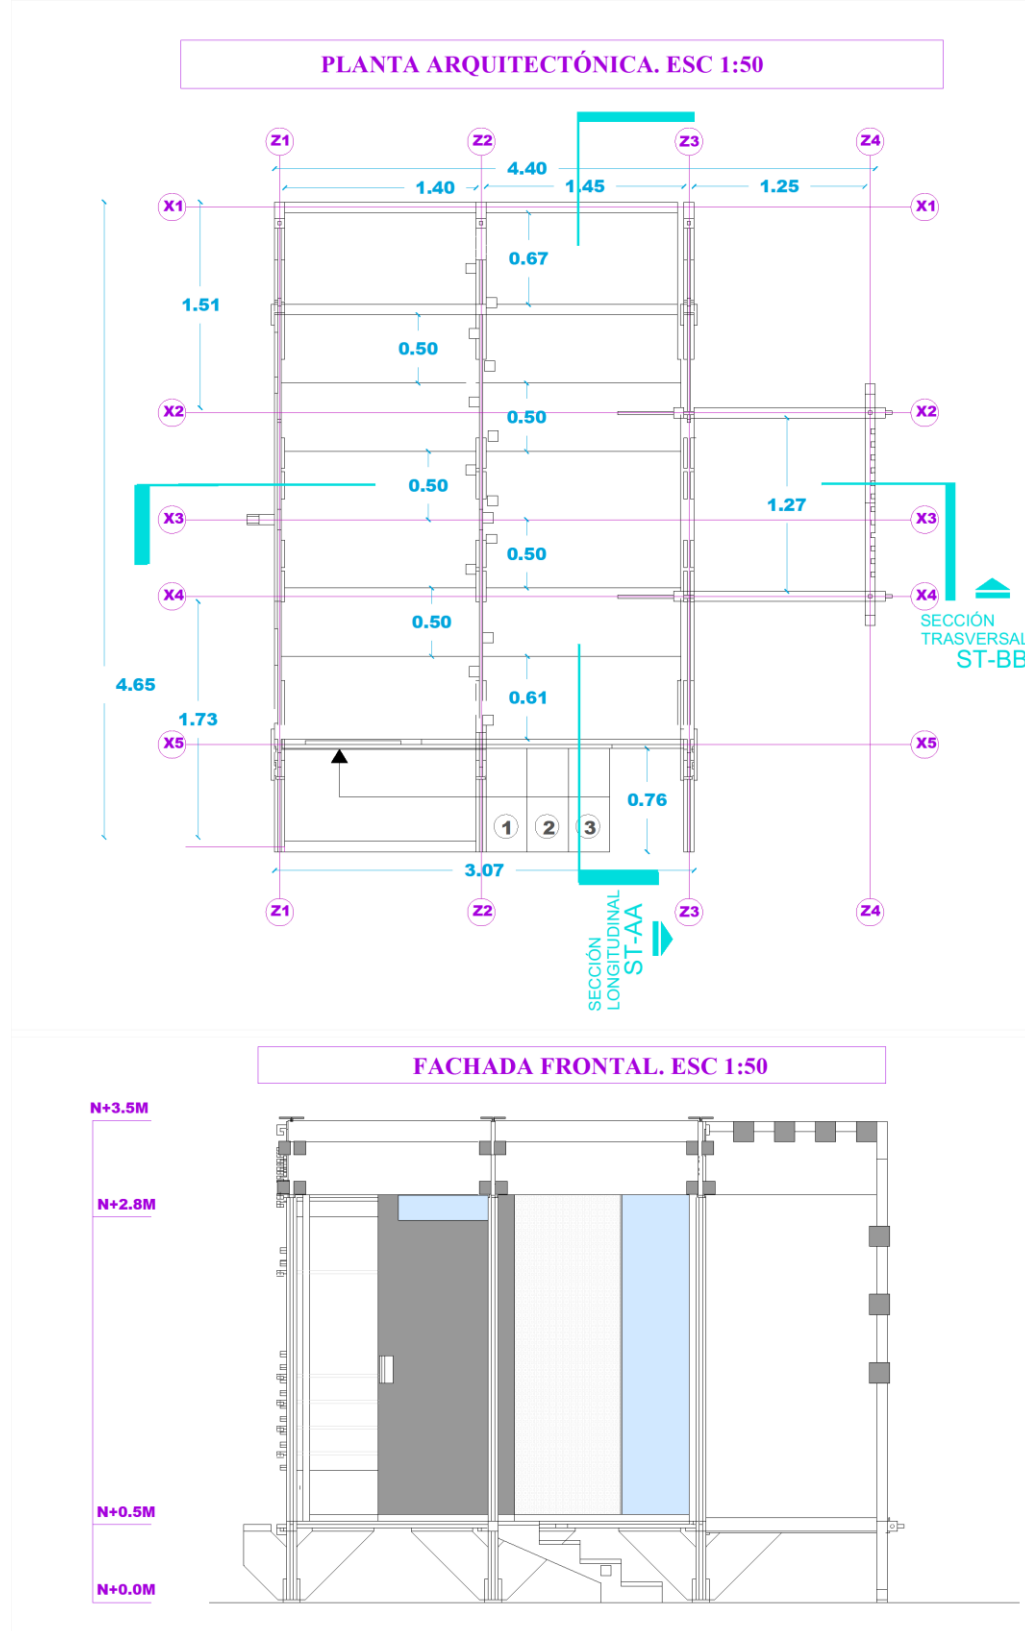 PLANTA ARQUITECTÓNICA. ESC 1:50
Z1 Z2 Z3 Z4
4.40
1.40 1.45 1.25
X1 X1
0.67
1.51
0.50
X2 0.50 X2
0.50
1.27
X3 X3
0.50
X4 X4
SECCIÓN
TRASVERSAL
ST-BB
0.50
4.65
0.61
1.73
X5 X5
0.76
1 2 3
3.07
Z1 Z2 Z3 Z4
SECCIÓN
LONGITUDINAL
ST-AA
FACHADA FRONTAL. ESC 1:50
N+3.5M
N+2.8M
N+0.5M
N+0.0M